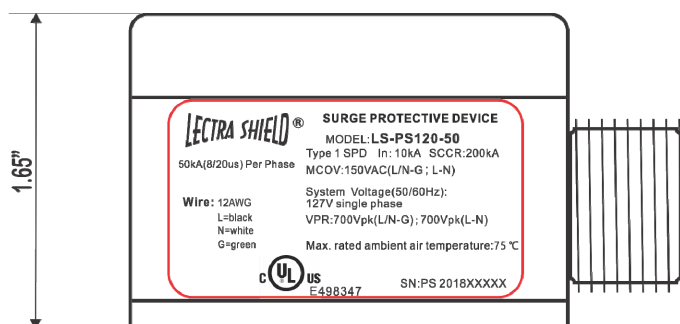 1.65"
LECTRA SHIELD®
50kA(8/20us) Per Phase
Wire: 12AWG
L=black
N=white
G=green
SURGE PROTECTIVE DEVICE
MODEL:LS-PS120-50
Type 1 SPD In: 10kA SCCR:200kA
MCOV:150VAC(L/N-G ; L-N)
System Voltage(50/60Hz):
127V single phase
VPR:700Vpk(L/N-G) ; 700Vpk(L-N)
Max. rated ambient air temperature:75 ℃
C UL US
E498347
SN:PS 2018XXXXX